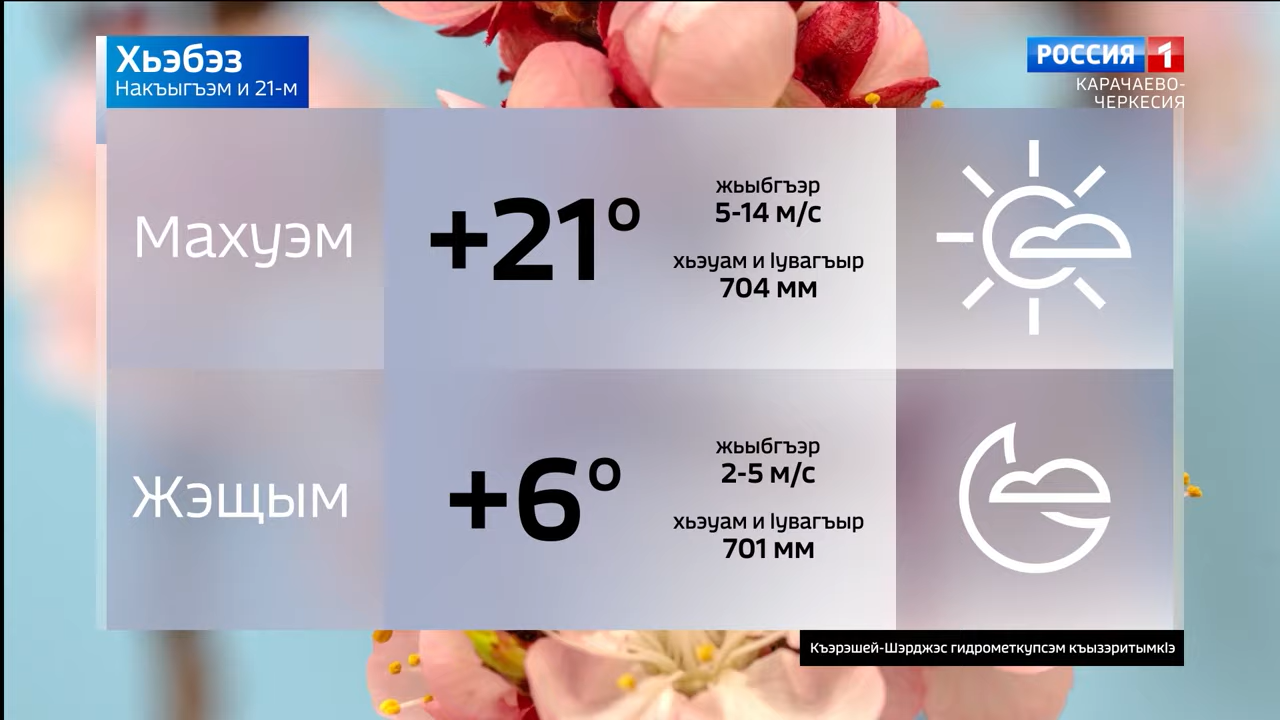 Хьэбэз
Накъыгъэм и 21-м
РОССИЯ 1
КАРАЧАЕВО-
ЧЕРКЕСИЯ
Махуэм
+21°
жьыбгъэр
5-14 м/с
хьэуам и Iувагъыр
704 мм
Жэщым
+6°
жьыбгъэр
2-5 м/с
хьэуам и Iувагъыр
701 мм
Къэрэшей-Шэрджэс гидрометкупсэм къызэритымкIэ